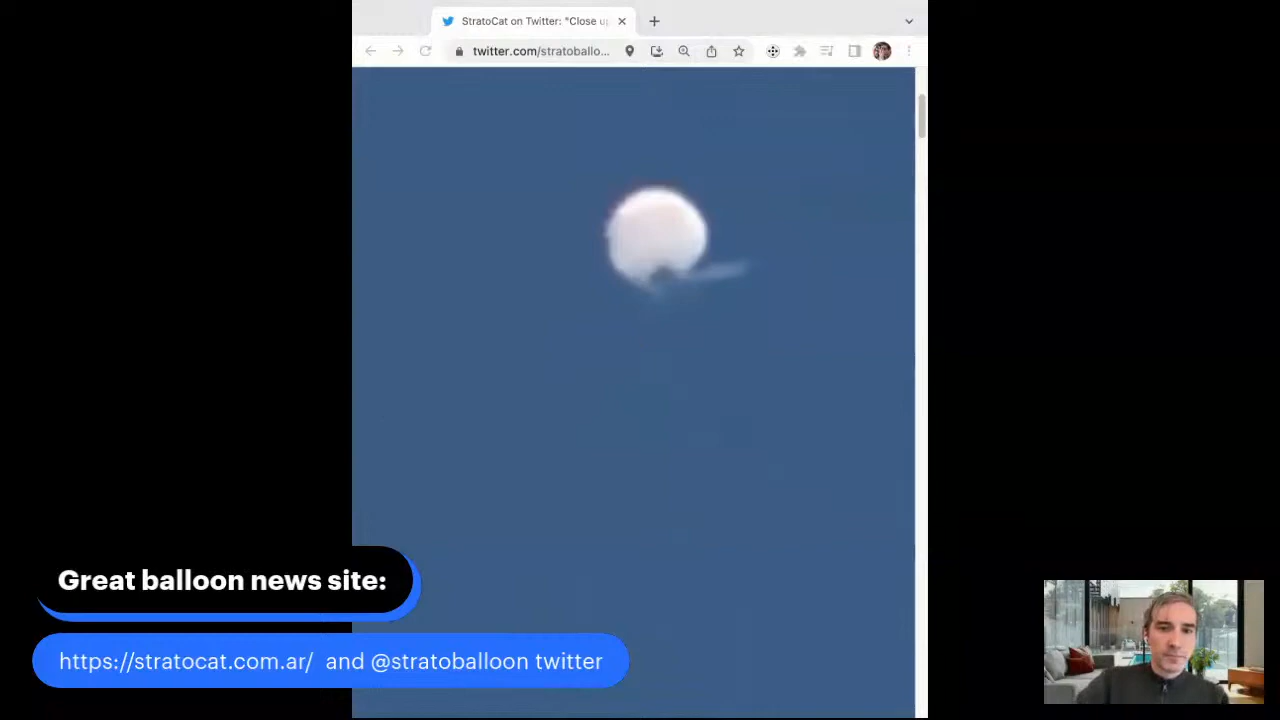 StratoCat on Twitter: "Close u
twitter.com/stratoballo...
Great balloon news site:
https://stratocat.com.ar/ and @stratoballoon twitter